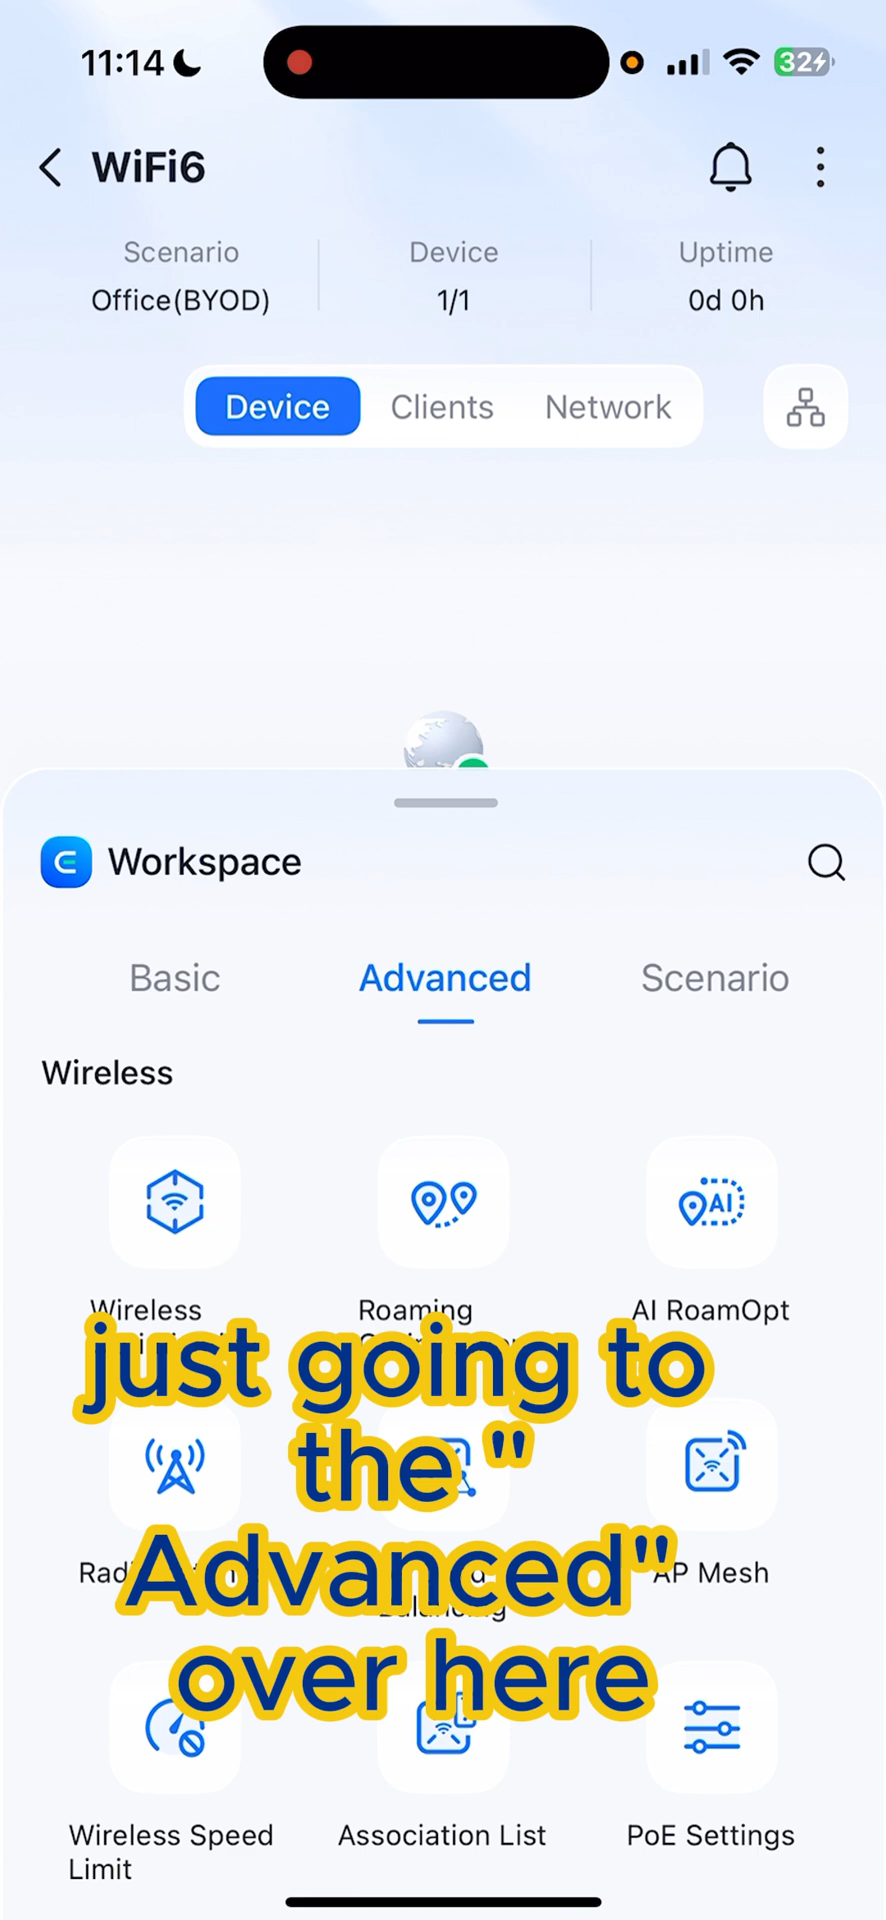 11:14
32
WiFi6
Scenario
Device
Uptime
Office(BYOD)
1/1
0d 0h
Device
Clients
Network
Workspace
Basic
Advanced
Scenario
Wireless
Wireless
Roaming
AI RoamOpt
AI
just going to
the "
Advanced"
over here
AP Mesh
Balancing
Wireless Speed
Limit
Association List
PoE Settings